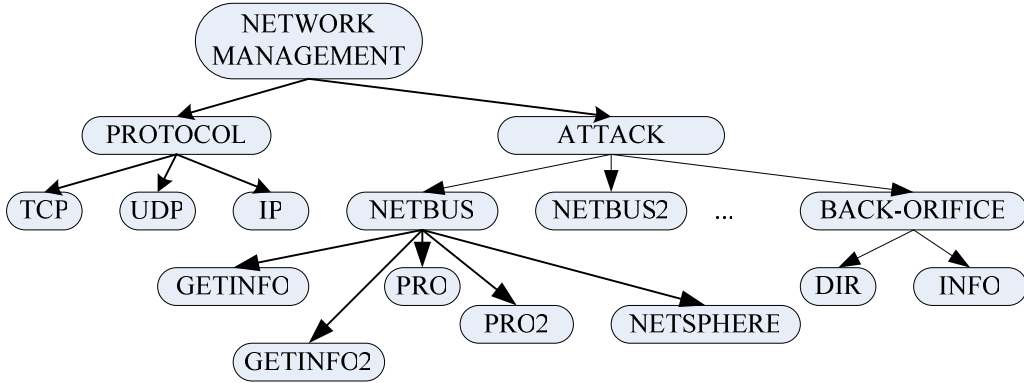 NETWORK
MANAGEMENT
PROTOCOL
ATTACK
TCP
UDP
IP
NETBUS
NETBUS2
...
BACK-ORIFICE
GETINFO
PRO
DIR
INFO
PRO2
NETSPHERE
GETINFO2